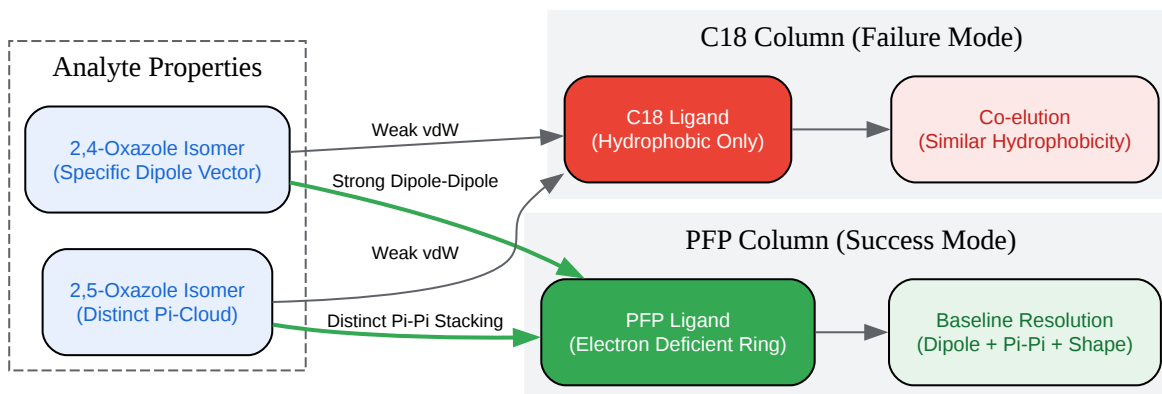 Analyte Properties
2,4-Oxazole Isomer
(Specific Dipole Vector)
2,5-Oxazole Isomer
(Distinct Pi-Cloud)
Weak vdW
Strong Dipole-Dipole
Weak vdW
Distinct Pi-Pi Stacking
C18 Column (Failure Mode)
C18 Ligand
(Hydrophobic Only)
Co-elution
(Similar Hydrophobicity)
PFP Column (Success Mode)
PFP Ligand
(Electron Deficient Ring)
Baseline Resolution
(Dipole + Pi-Pi + Shape)